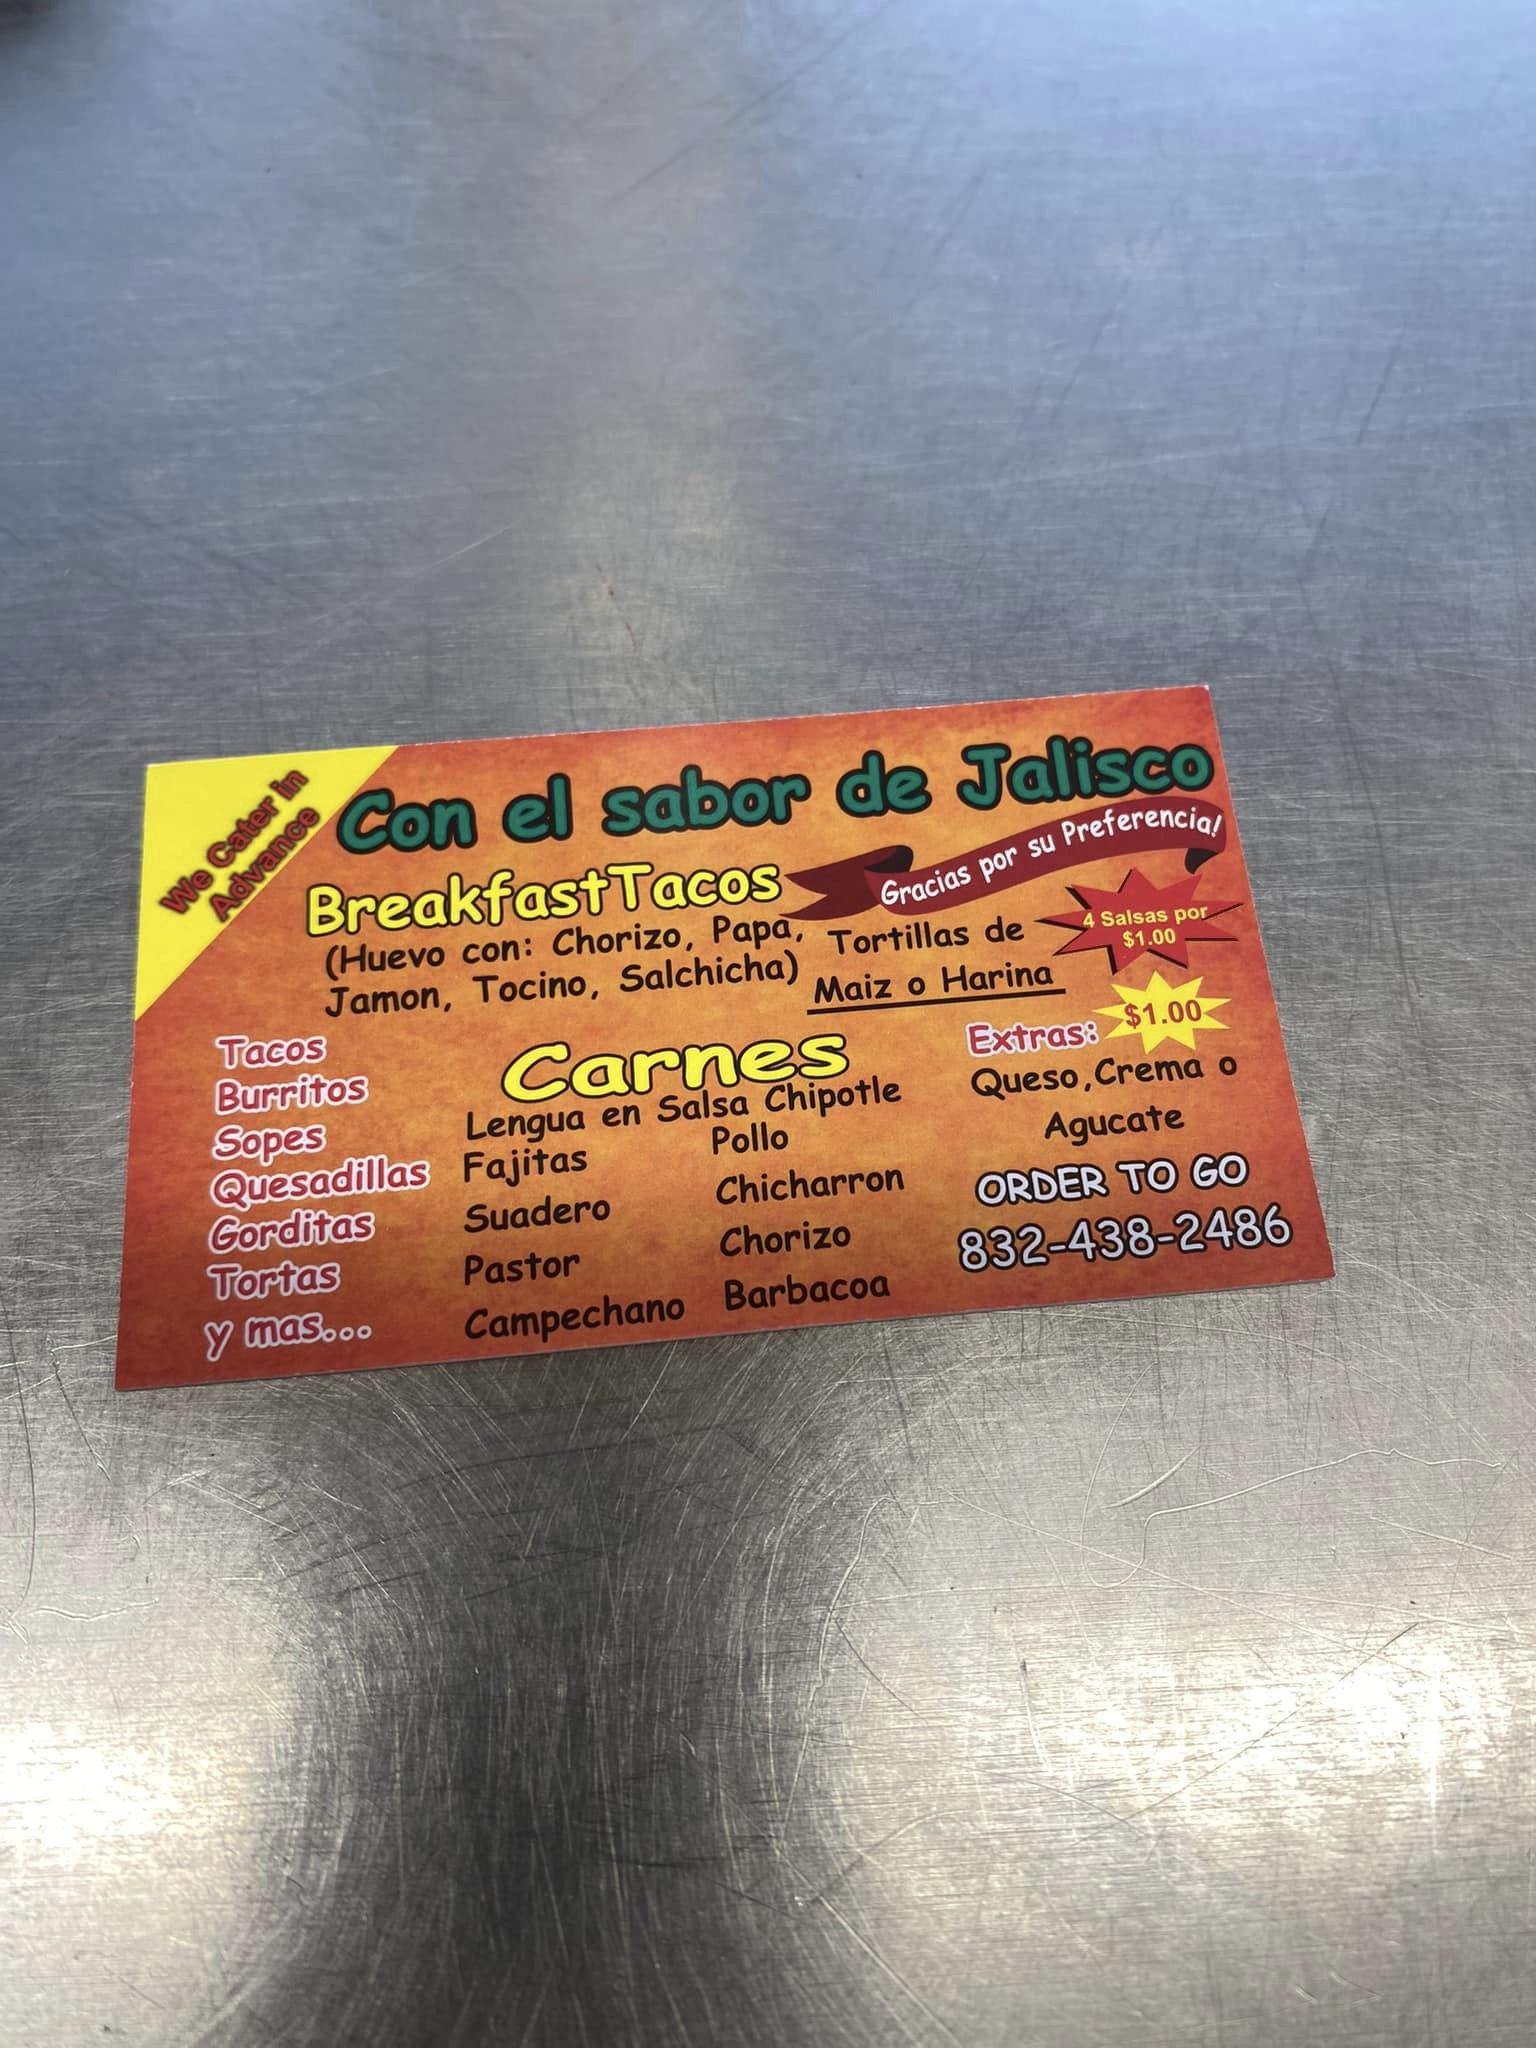 We Cater in
Advance
Con el sabor de Jalisco
Gracias por su Preferencia!
BreakfastTacos
(Huevo con: Chorizo, Papa,
Jamon, Tocino, Salchicha)
Tortillas de
Maiz o Harina
4 Salsas por
$1.00
Tacos
Burritos
Sopes
Quesadillas
Gorditas
Tortas
y mas...
Carnes
Lengua en Salsa Chipotle
Fajitas
Suadero
Pastor
Campechano
Pollo
Chicharron
Chorizo
Barbacoa
Extras: $1.00
Queso,Crema o
Agucate
ORDER TO GO
832-438-2486